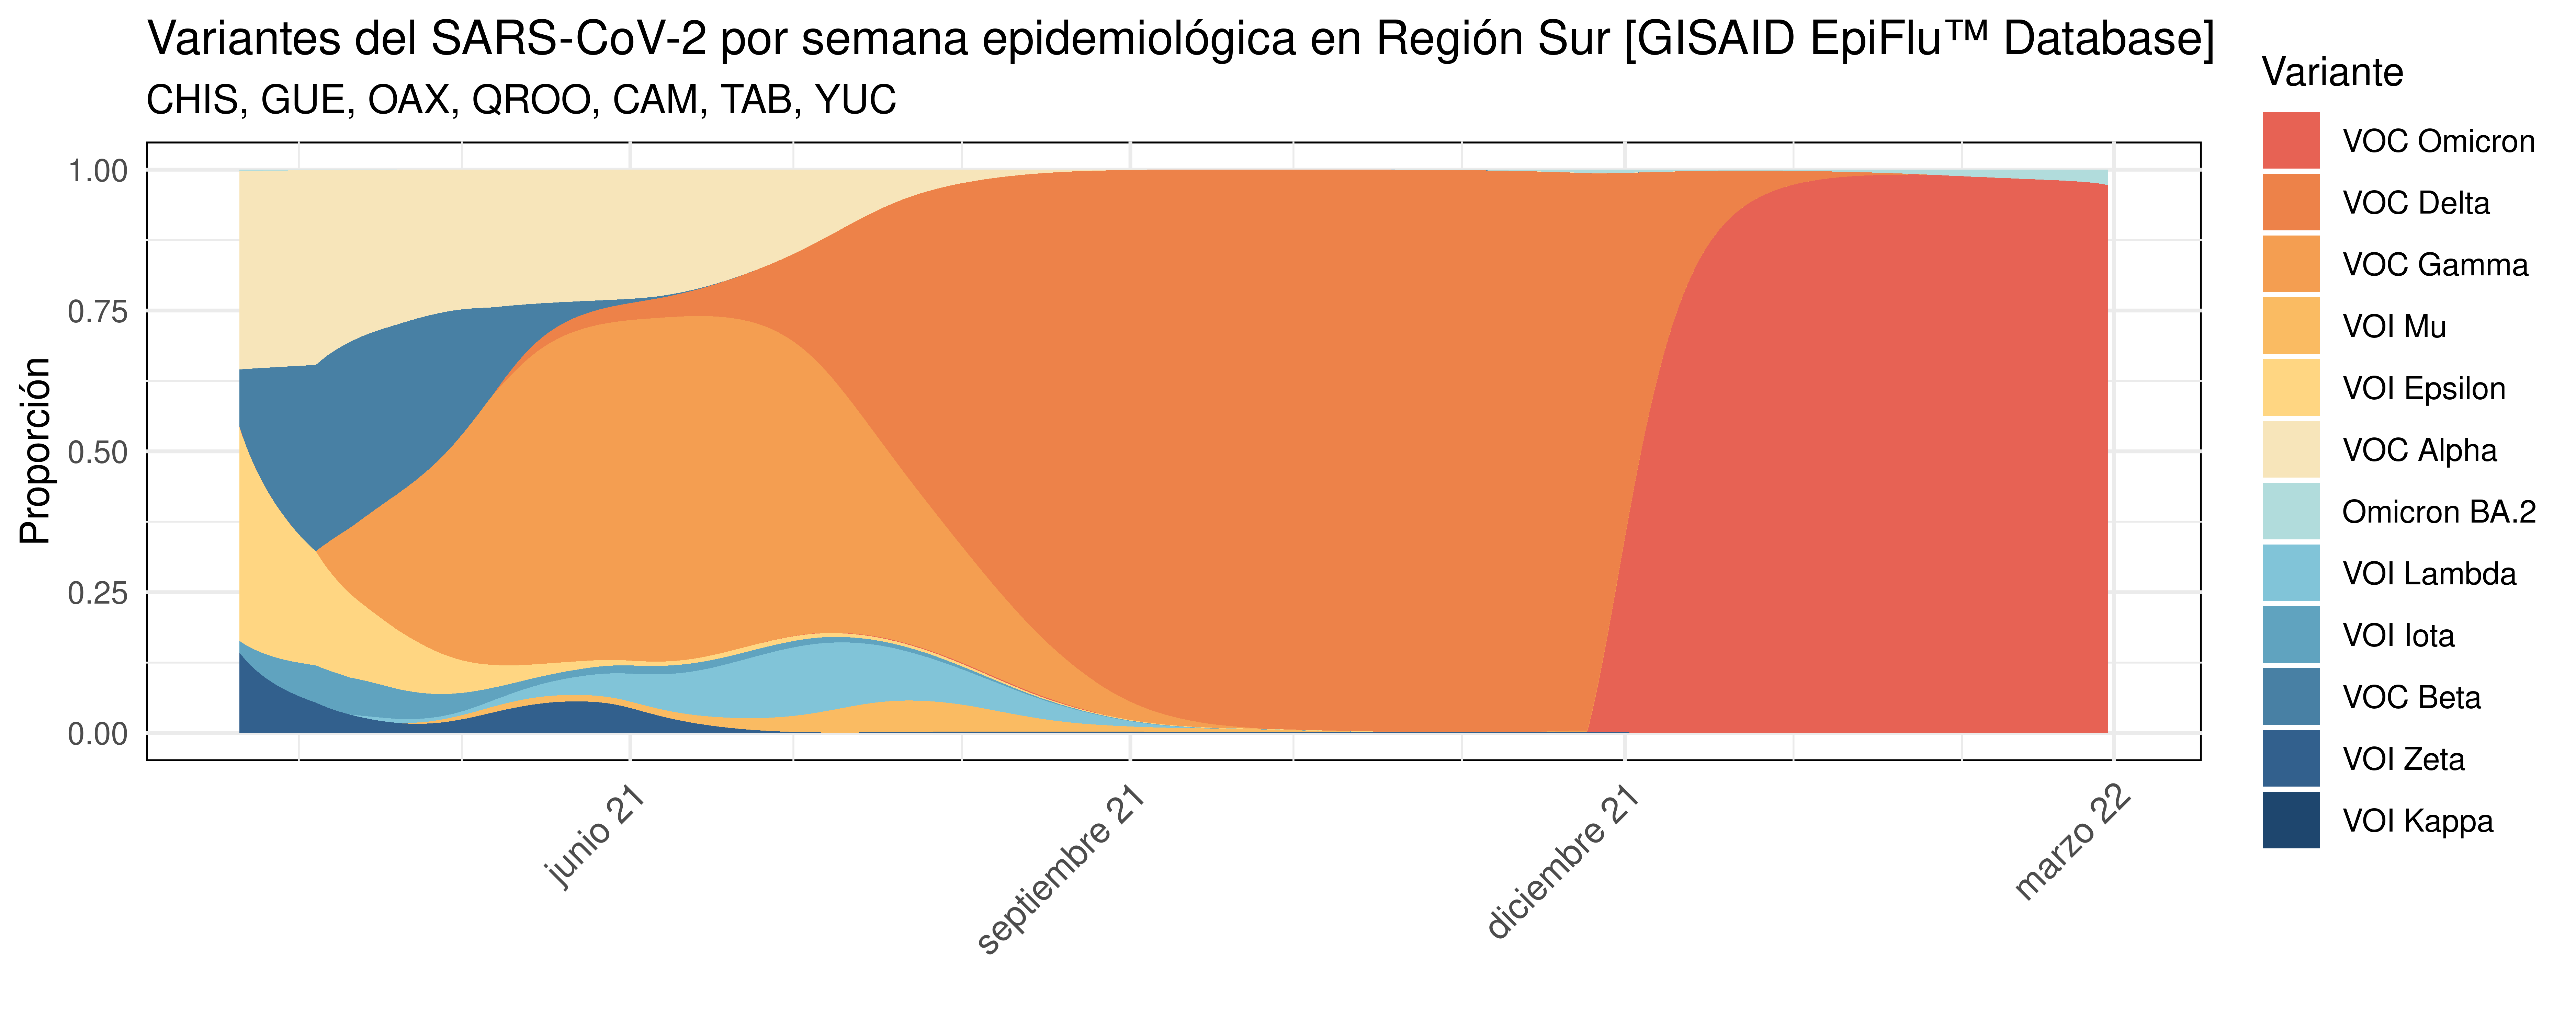 Variantes del SARS-CoV-2 por semana epidemiológica en Región Sur [GISAID EpiFlu™ Database]
CHIS, GUE, OAX, QROO, CAM, TAB, YUC
Proporción
1.00
0.75
0.50
0.25
0.00
junio 21
septiembre 21
diciembre 21
marzo 22
Variante
VOC Omicron
VOC Delta
VOC Gamma
VOI Mu
VOI Epsilon
VOC Alpha
Omicron BA.2
VOI Lambda
VOI Iota
VOC Beta
VOI Zeta
VOI Kappa